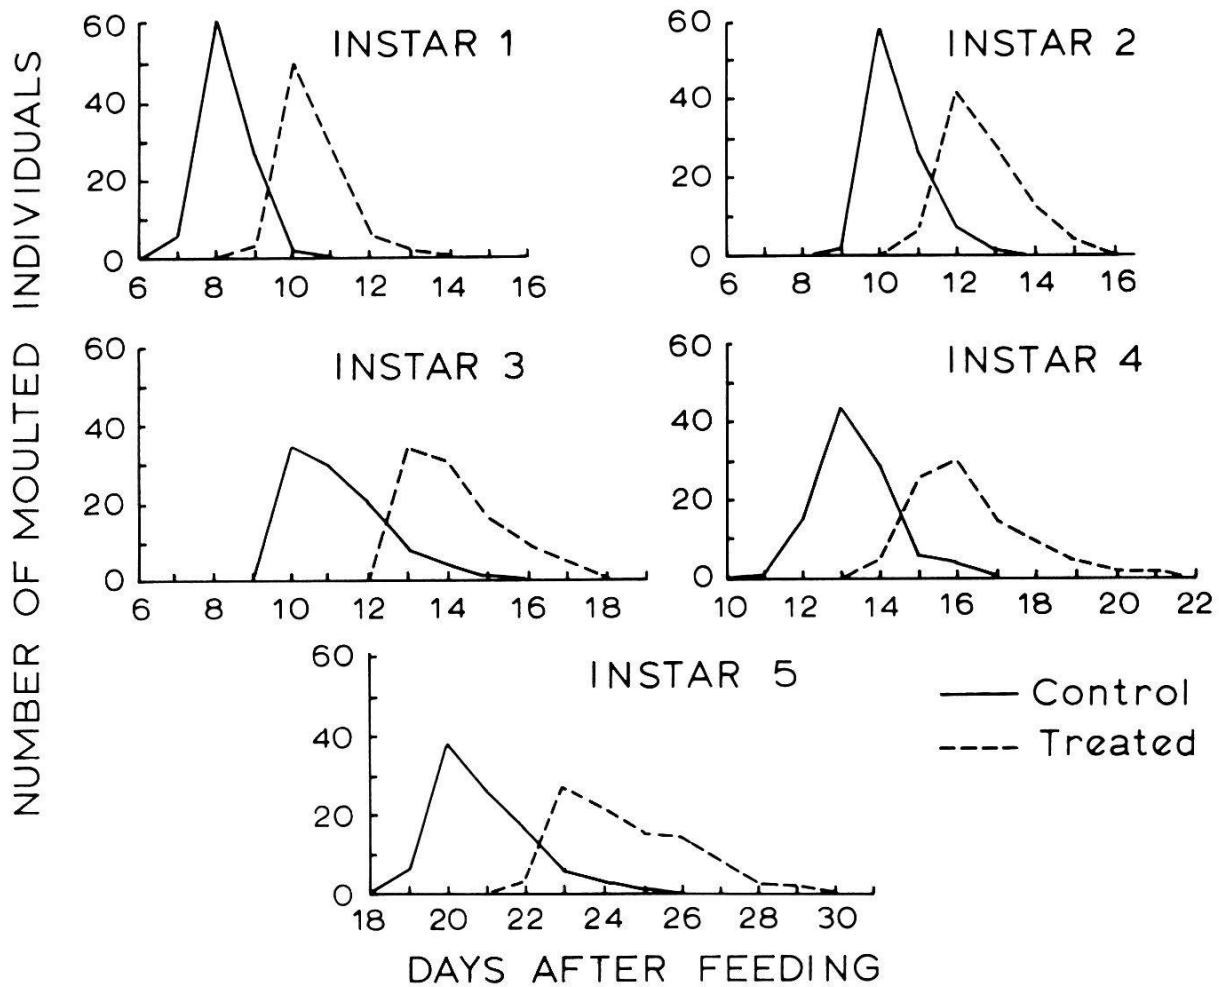 NUMBER OF MOULTED INDIVIDUALS
INSTAR 1
60
40
20
0
6 8 10 12 14 16
INSTAR 2
60
40
20
0
6 8 10 12 14 16
INSTAR 3
60
40
20
0
6 8 10 12 14 16 18
INSTAR 4
60
40
20
0
10 12 14 16 18 20 22
INSTAR 5
60
40
20
0
18 20 22 24 26 28 30
Control
Treated
DAYS AFTER FEEDING